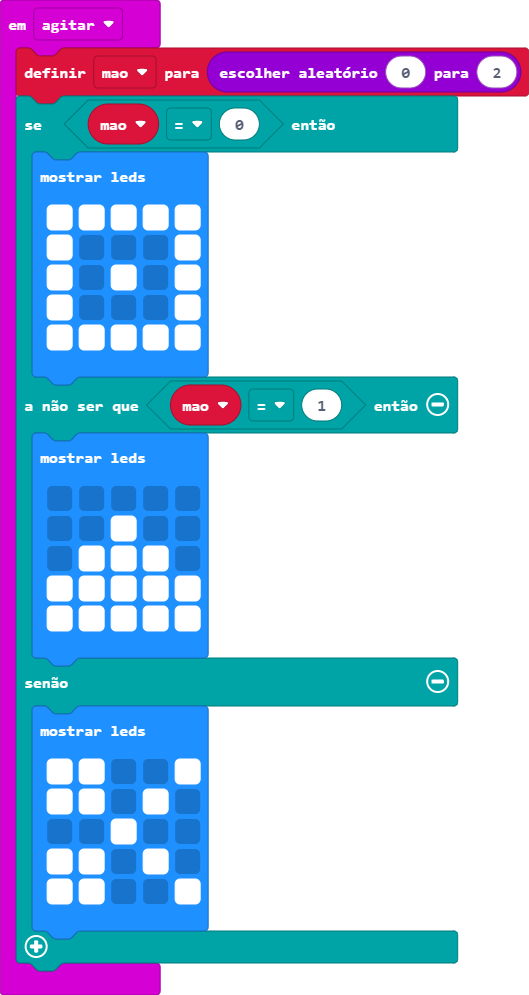 em agitar
definir mao para escolher aleatório 0 para 2
se mao = 0 então
mostrar leds
a não ser que mao = 1 então
mostrar leds
senão
mostrar leds